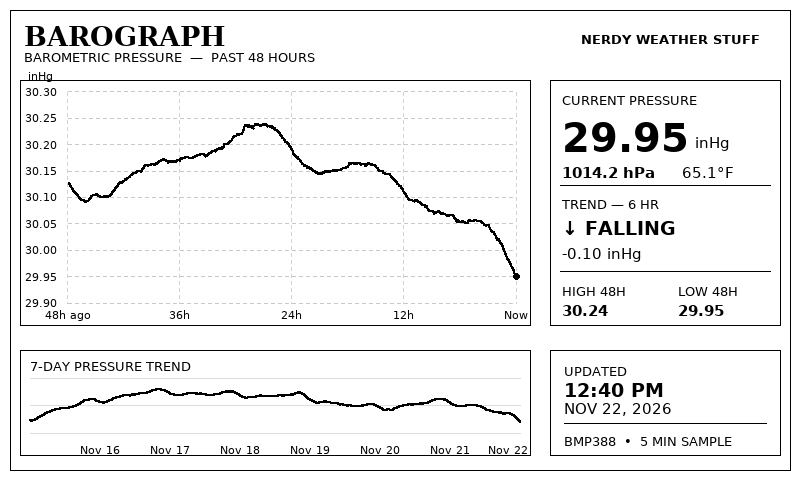 BAROGRAPH
BAROMETRIC PRESSURE — PAST 48 HOURS
NERDY WEATHER STUFF
inHg
30.30
30.25
30.20
30.15
30.10
30.05
30.00
29.95
29.90
48h ago 36h 24h 12h Now
CURRENT PRESSURE
29.95 inHg
1014.2 hPa 65.1°F
TREND — 6 HR
↓ FALLING
-0.10 inHg
HIGH 48H LOW 48H
30.24 29.95
7-DAY PRESSURE TREND
Nov 16 Nov 17 Nov 18 Nov 19 Nov 20 Nov 21 Nov 22
UPDATED
12:40 PM
NOV 22, 2026
BMP388 • 5 MIN SAMPLE